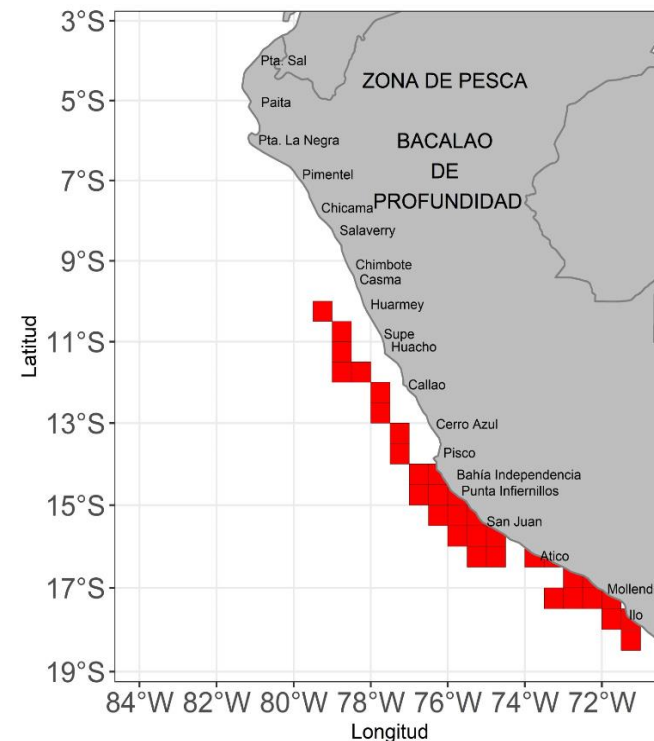 3°S
Pta. Sal
ZONA DE PESCA
5°S
Paita
Pta. La Negra
BACALAO
DE
PROFUNDIDAD
7°S
Pimentel
Chicama
Salaverry
9°S
Chimbote
Casma
Huarmey
11°S
Supe
Huacho
Latitud
Callao
13°S
Cerro Azul
Pisco
Bahía Independencia
15°S
Punta Infiernillos
San Juan
Atico
17°S
Mollend
Ilo
19°S
84°W 82°W 80°W 78°W 76°W 74°W 72°W
Longitud